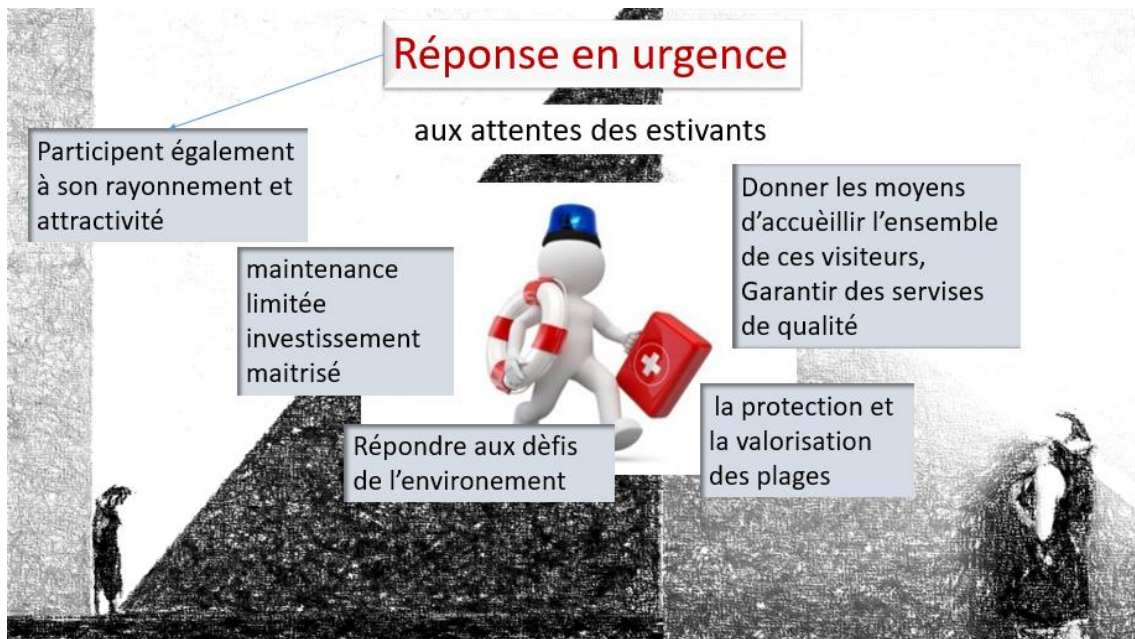 Réponse en urgence
aux attentes des estivants
Participent également
à son rayonnement et
attractivité
maintenance
limitée
investissement
maitrisé
Répondre aux dèfis
de l’environement
Donner les moyens
d’accuèillir l’ensemble
de ces visiteurs,
Garantir des servises
de qualité
la protection et
la valorisation
des plages